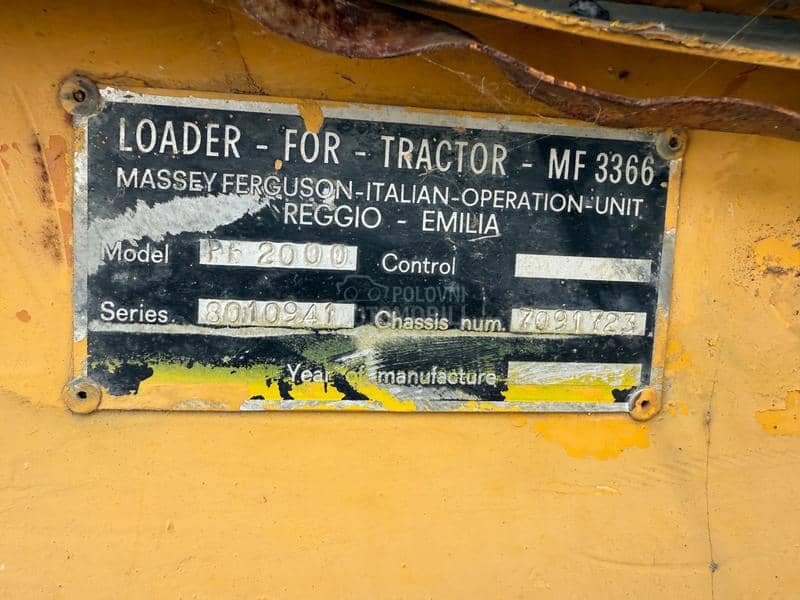 LOADER - FOR - TRACTOR - MF 3366
MASSEY FERGUSON-ITALIAN-OPERATION-UNIT
REGGIO - EMILIA
Model PF 2000 Control
POLOVNI
Series. 8010941 Chassis num. 7091723
Year of manufacture